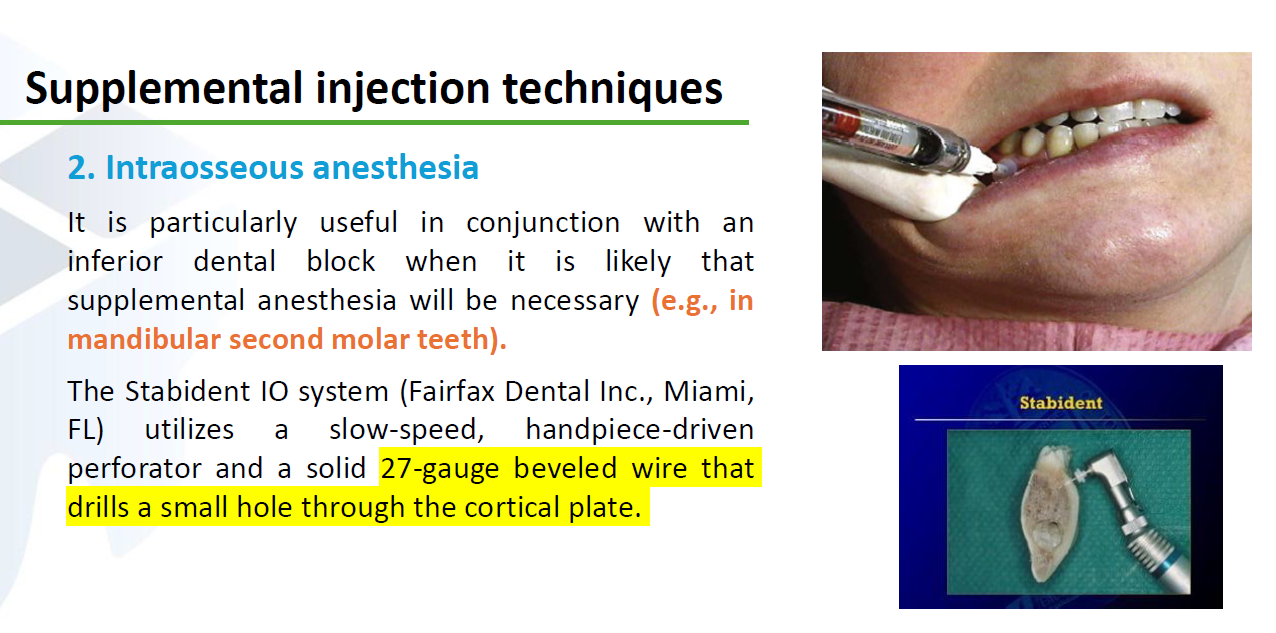 Supplemental injection techniques
2. Intraosseous anesthesia
It is particularly useful in conjunction with an
inferior dental block when it is likely that
supplemental anesthesia will be necessary (e.g., in
mandibular second molar teeth).
The Stabident IO system (Fairfax Dental Inc., Miami,
FL) utilizes a slow-speed, handpiece-driven
perforator and a solid 27-gauge beveled wire that
drills a small hole through the cortical plate.
Stabident